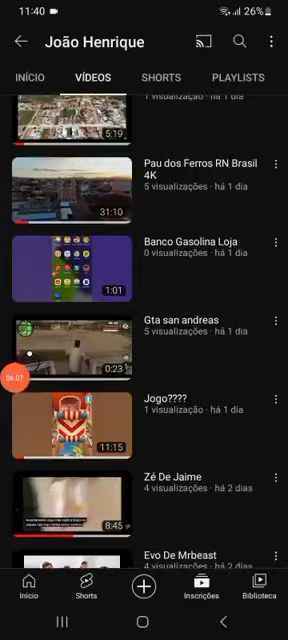 11:40
26%
João Henrique
INÍCIO VÍDEOS SHORTS PLAYLISTS
1 visualização · há 1 dia
5:19
Pau dos Ferros RN Brasil
4K
5 visualizações · há 1 dia
31:10
Banco Gasolina Loja
0 visualizações · há 1 dia
1:01
Gta san andreas
5 visualizações · há 1 dia
0:23
06:07
Jogo????
1 visualização · há 1 dia
11:15
Zé De Jaime
4 visualizações · há 2 dias
8:45
Evo De Mrbeast
4 visualizações · há 2 dias
Início Shorts Inscrições Biblioteca